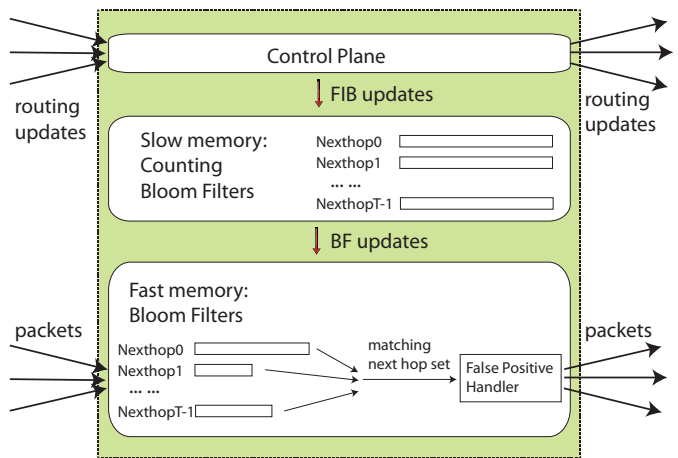 Control Plane
FIB updates
routing
updates
routing
updates
Slow memory:
Counting
Bloom Filters
Nexthop0
Nexthop1
... ...
NexthopT-1
BF updates
Fast memory:
Bloom Filters
packets
packets
Nexthop0
Nexthop1
... ...
NexthopT-1
matching
next hop set
False Positive
Handler